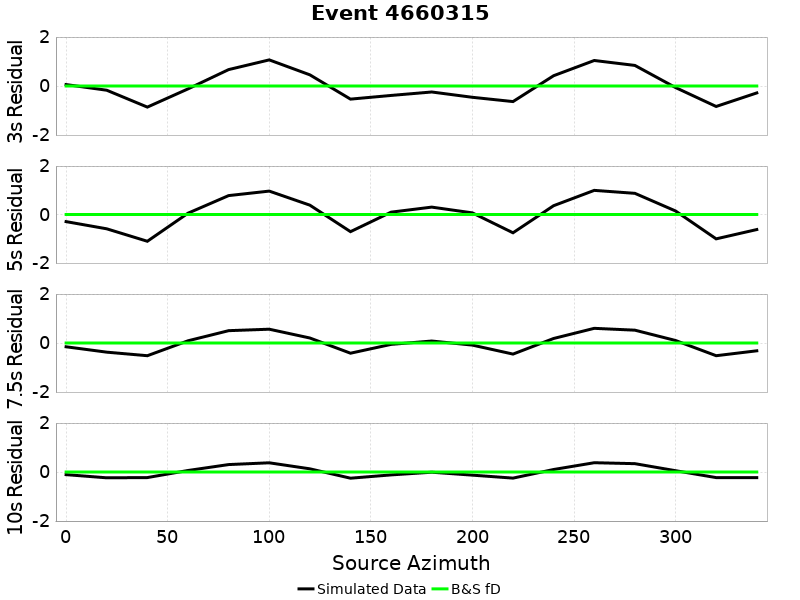 Event 4660315
3s Residual
2
0
-2
5s Residual
2
0
-2
7.5s Residual
2
0
-2
10s Residual
2
0
-2
0 50 100 150 200 250 300
Source Azimuth
Simulated Data B&S fD